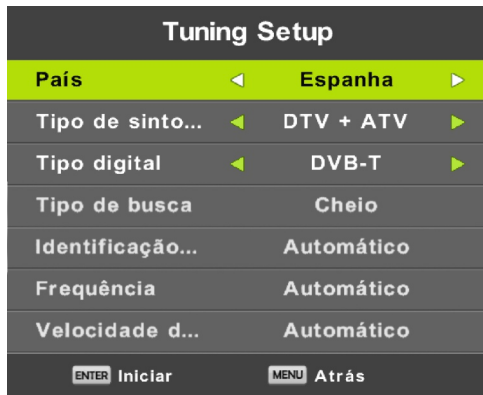 Tuning Setup
País Espanha
Tipo de sinto... DTV + ATV
Tipo digital DVB-T
Tipo de busca Cheio
Identificação... Automático
Frequência Automático
Velocidade d... Automático
ENTER Iniciar MENU Atrás